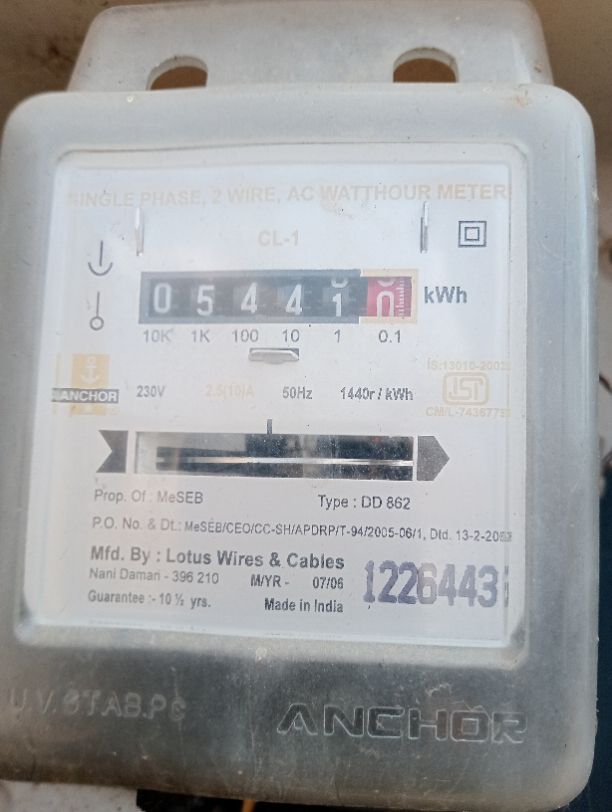 SINGLE PHASE, 2 WIRE, AC WATTHOUR METER
CL-1
0 5 4 4 1 0 kWh
10K 1K 100 10 1 0.1
IS:13010-2002
ANCHOR 230V 2.5(10)A 50Hz 1440r / kWh
CM/L-7436775
Prop. Of : MeSEB Type : DD 862
P.O. No. & Dt.: MeSEB/CEO/CC-SH/APDRP/T-94/2005-06/1, Dtd. 13-2-
Mfd. By : Lotus Wires & Cables
Nani Daman - 396 210 M/YR - 07/06
1226443
Guarantee :- 10 ½ yrs. Made in India
U.V.STAB.PC
ANCHOR